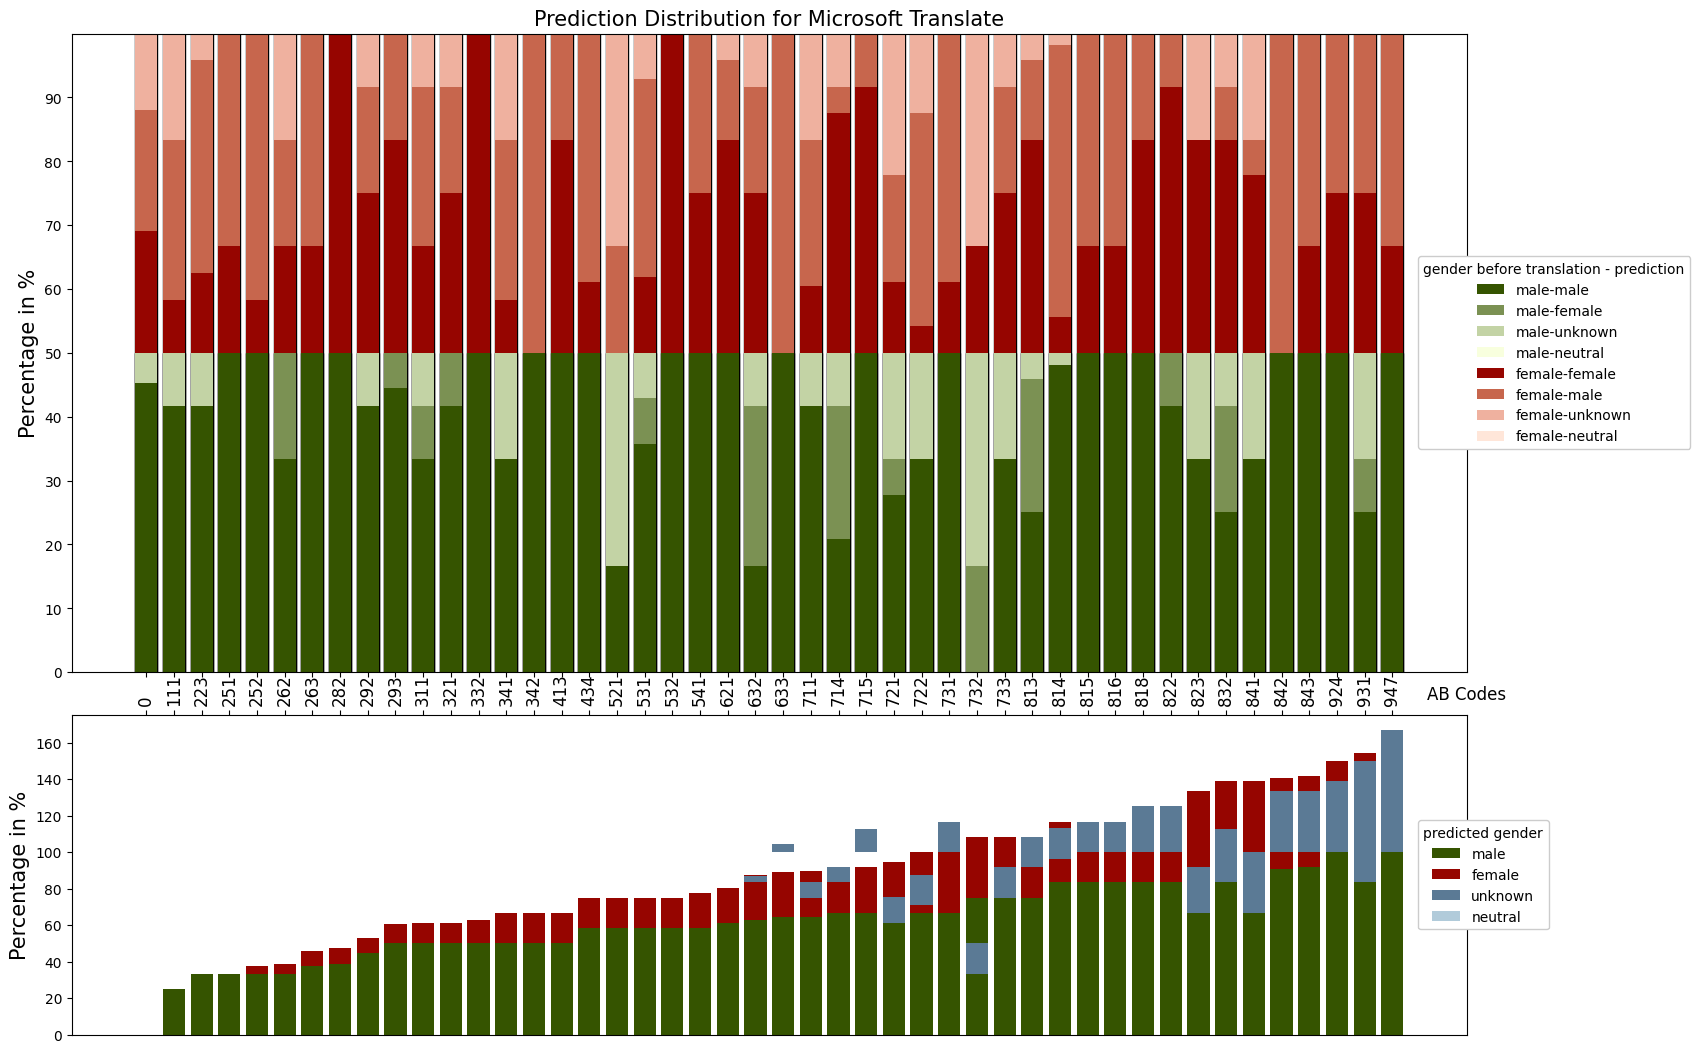 Prediction Distribution for Microsoft Translate
Percentage in %
90
80
70
60
50
40
30
20
10
0
gender before translation - prediction
male-male
male-female
male-unknown
male-neutral
female-female
female-male
female-unknown
female-neutral
0 111 223 251 252 262 263 282 292 293 311 321 332 341 342 413 434 521 531 532 541 621 632 633 711 714 715 721 722 731 732 733 813 814 815 816 818 822 823 832 841 842 843 924 931 947
AB Codes
Percentage in %
160
140
120
100
80
60
40
20
0
predicted gender
male
female
unknown
neutral